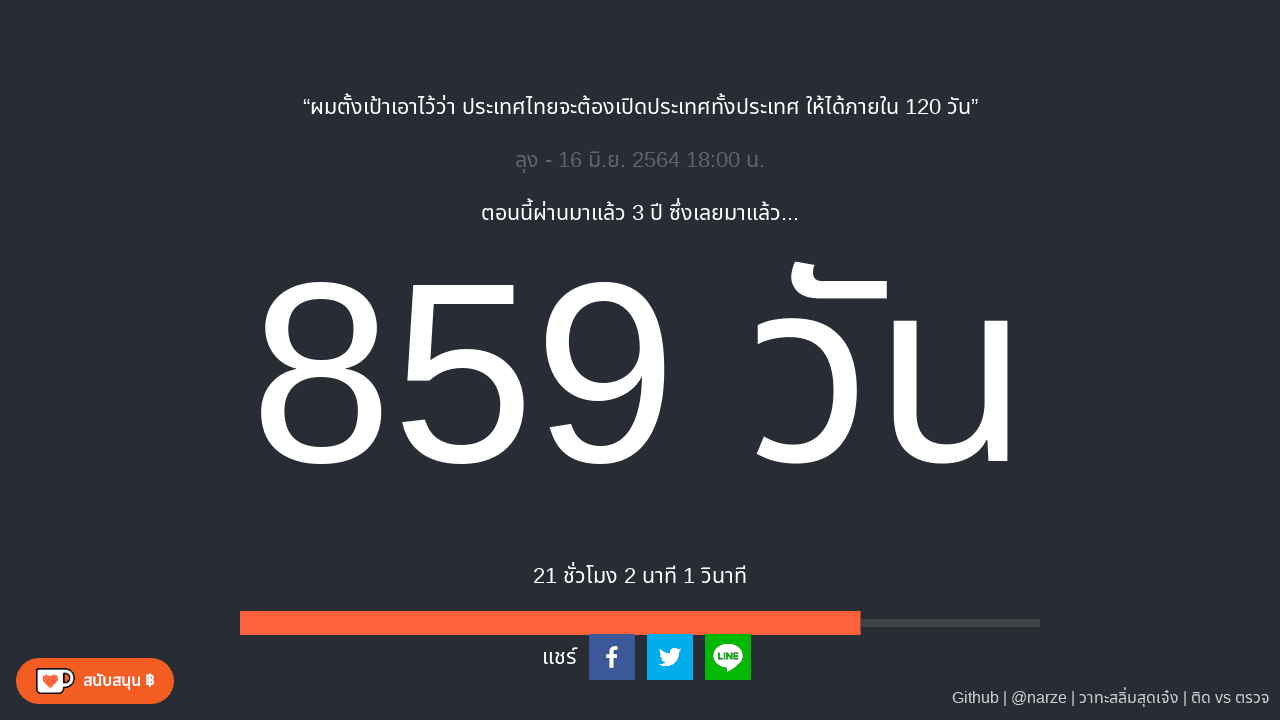 “ผมตั้งเป้าเอาไว้ว่า ประเทศไทยจะต้องเปิดประเทศทั้งประเทศ ให้ได้ภายใน 120 วัน”
ลุง - 16 มิ.ย. 2564 18:00 น.
ตอนนี้ผ่านมาแล้ว 3 ปี ซึ่งเลยมาแล้ว...
859 วัน
21 ชั่วโมง 2 นาที 1 วินาที
แชร์
LINE
สนับสนุน ฿
Github | @narze | วาทะสลิ่มสุดเจ๋ง | ติด vs ตรวจ